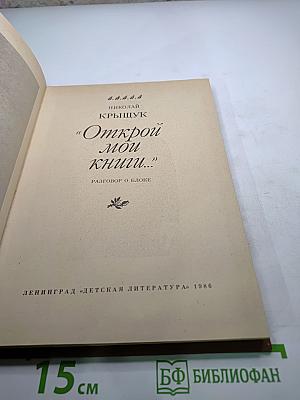 НИКОЛАЙ
КРЫЩУК
“Открой
мои
книги...”
РАЗГОВОР О БЛОКЕ
ЛЕНИНГРАД «ДЕТСКАЯ ЛИТЕРАТУРА» 1986
15 см
БФ БИБЛИОФАН